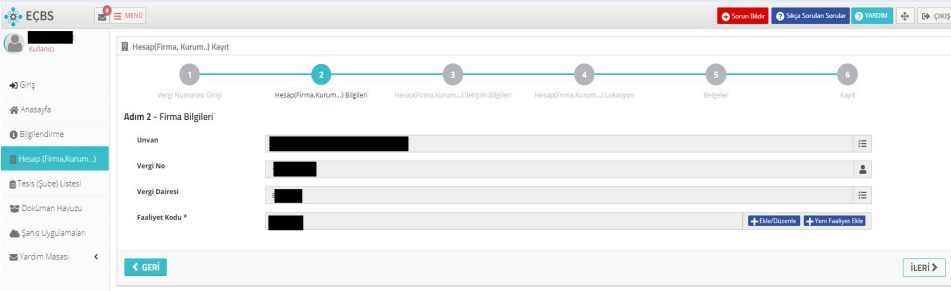 EÇBS
6
MENÜ
Sorun Bildir
Sıkça Sorulan Sorular
YARDIM
ÇIKIŞ
Kullanıcı
Giriş
Anasayfa
Bilgilendirme
Hesap (Firma,Kurum...)
Tesis (Şube) Listesi
Doküman Havuzu
Şahıs Uygulamaları
Yardım Masası
Hesap(Firma, Kurum..) Kayıt
1
2
3
4
5
6
Vergi Numarası Girişi
Hesap(Firma,Kurum...) Bilgileri
Hesap(Firma,Kurum...) İletişim Bilgileri
Hesap(Firma,Kurum...) Lokasyon
Belgeler
Kayıt
Adım 2 - Firma Bilgileri
Unvan
Vergi No
Vergi Dairesi
Faaliyet Kodu *
Ekle/Düzenle
Yeni Faaliyet Ekle
GERİ
İLERİ